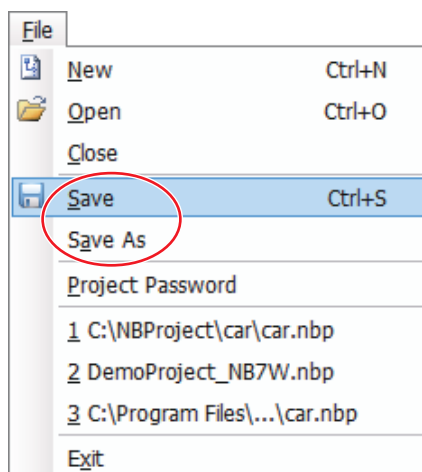 File
New Ctrl+N
Open Ctrl+O
Close
Save Ctrl+S
Save As
Project Password
1 C:\NBProject\car\car.nbp
2 DemoProject_NB7W.nbp
3 C:\Program Files\...\car.nbp
Exit